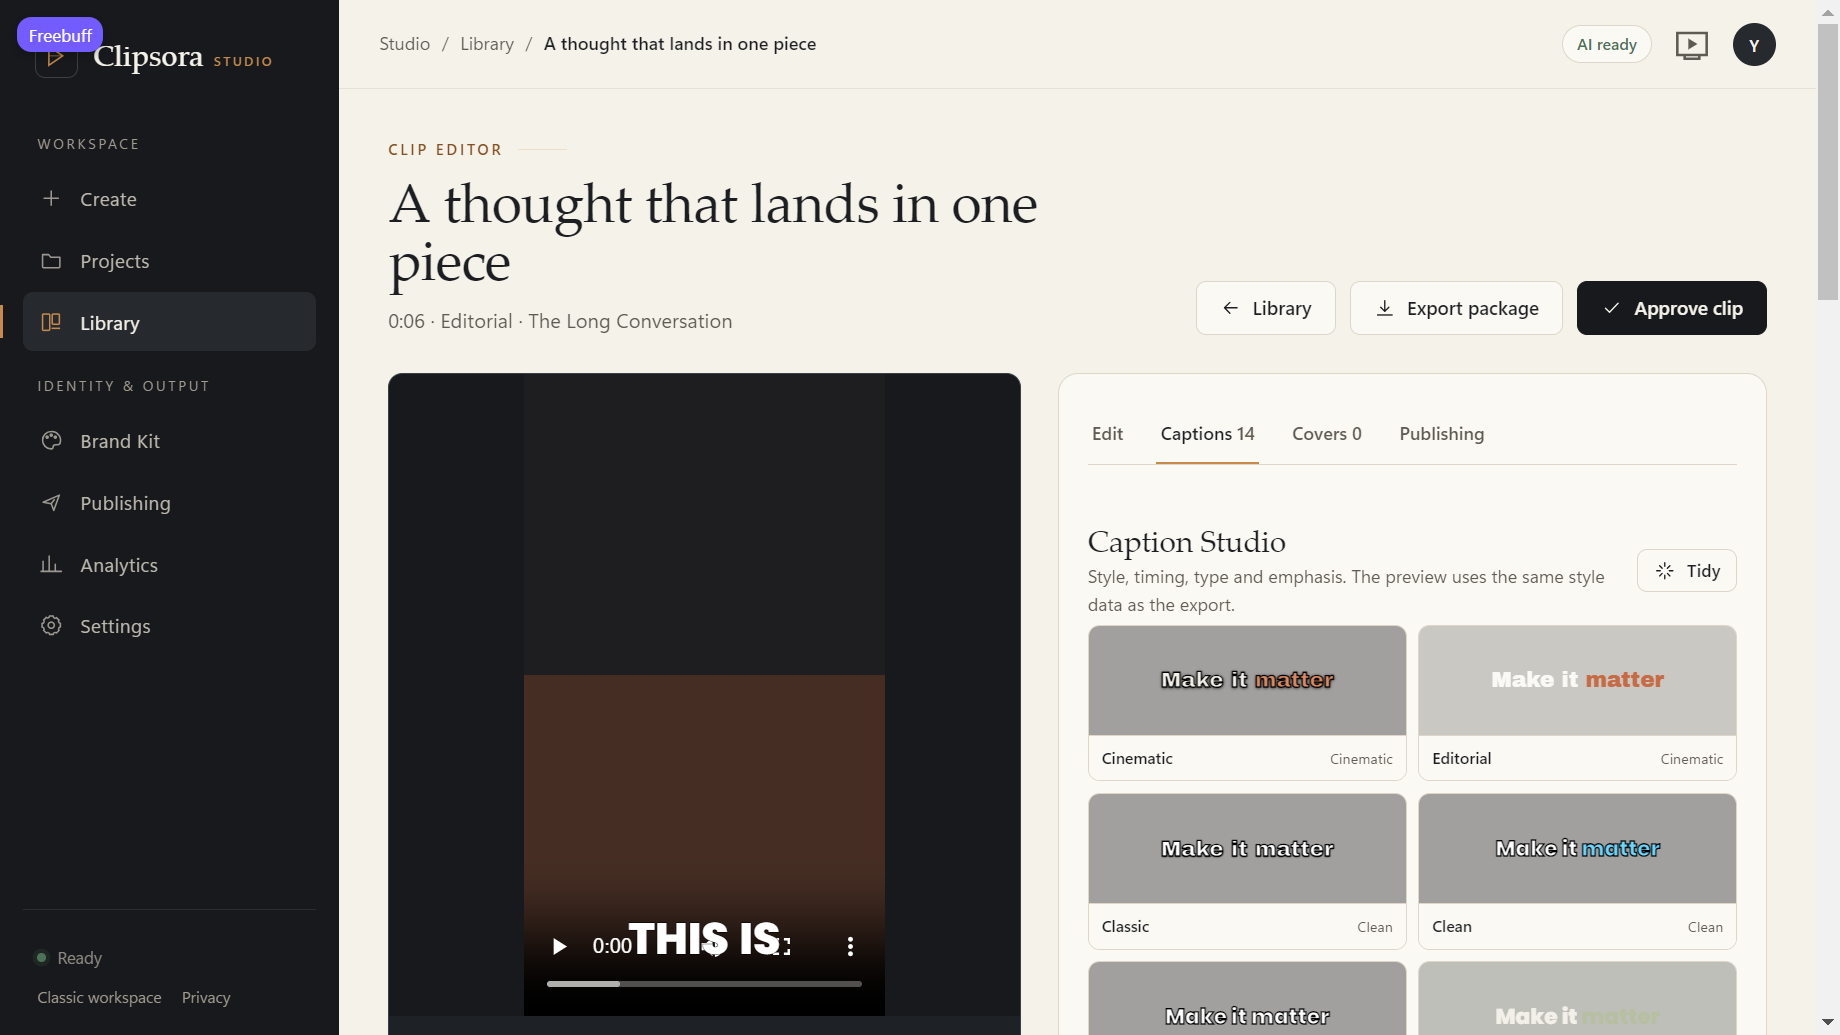 Freebuff
Clipsora STUDIO
WORKSPACE
Create
Projects
Library
IDENTITY & OUTPUT
Brand Kit
Publishing
Analytics
Settings
Ready
Classic workspace Privacy
Studio / Library / A thought that lands in one piece
AI ready
Y
CLIP EDITOR
A thought that lands in one
piece
0:06 · Editorial · The Long Conversation
Library
Export package
Approve clip
0:00
THIS IS
Edit Captions 14 Covers 0 Publishing
Caption Studio
Style, timing, type and emphasis. The preview uses the same style
data as the export.
Tidy
Make it matter
Cinematic Cinematic
Make it matter
Editorial Cinematic
Make it matter
Classic Clean
Make it matter
Clean Clean
Make it matter
Make it matter